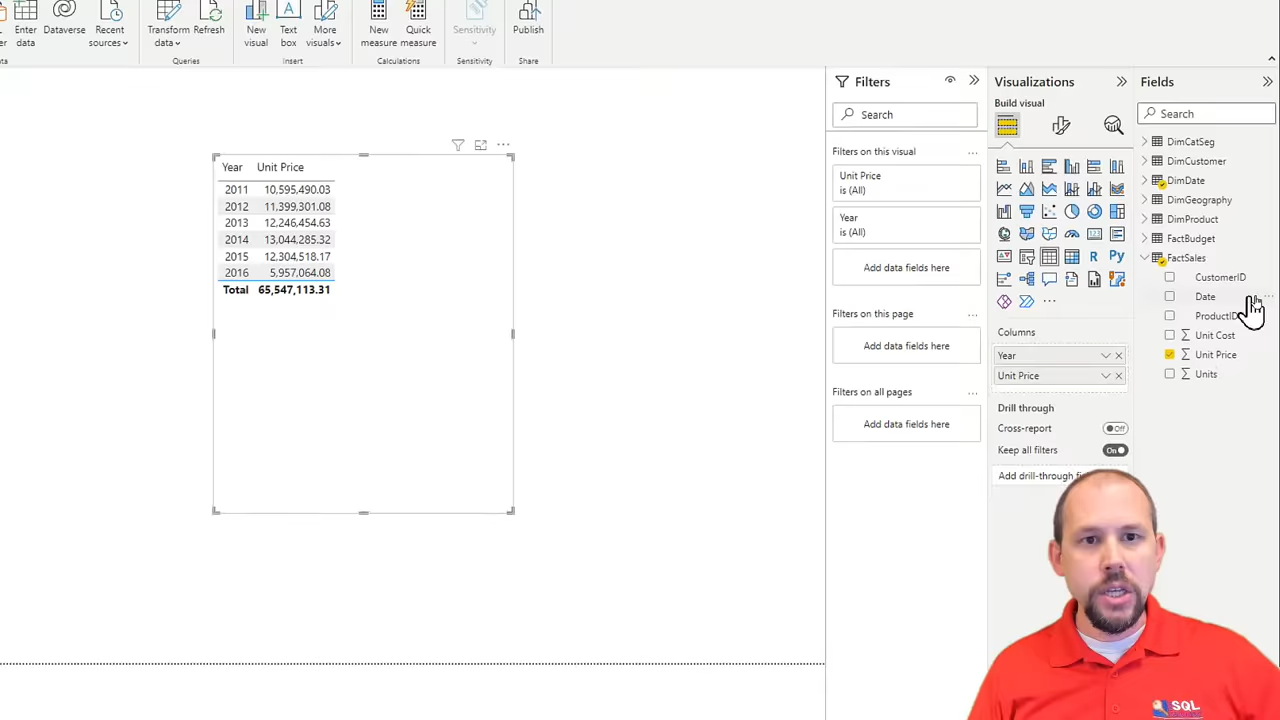 Enter data
Dataverse
Recent sources
Transform data
Refresh
New visual
Text box
More visuals
New measure
Quick measure
Sensitivity
Publish
Queries
Insert
Calculations
Sensitivity
Share
Filters
Search
Filters on this visual
Unit Price
is (All)
Year
is (All)
Add data fields here
Filters on this page
Add data fields here
Filters on all pages
Add data fields here
Visualizations
Build visual
R
Py
123
Columns
Year
Unit Price
Drill through
Cross-report
Off
Keep all filters
On
Add drill-through
Fields
Search
DimCatSeg
DimCustomer
DimDate
DimGeography
DimProduct
FactBudget
FactSales
CustomerID
Date
ProductID
Unit Cost
Unit Price
Units
Year Unit Price
2011 10,595,490.03
2012 11,399,301.08
2013 12,246,454.63
2014 13,044,285.32
2015 12,304,518.17
2016 5,957,064.08
Total 65,547,113.31
SQL